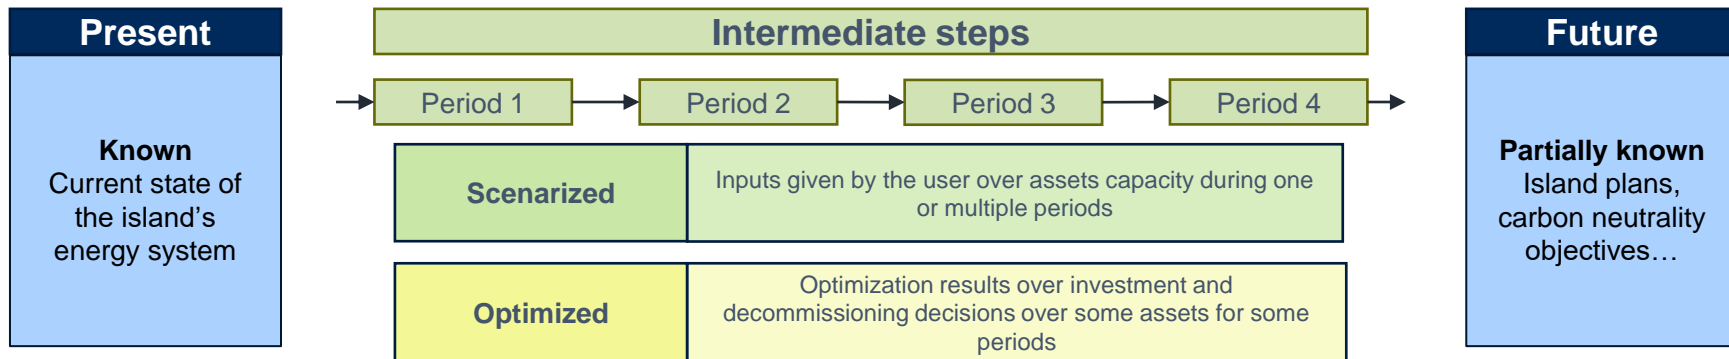 Present
Known
Current state of
the island's
energy system
Intermediate steps
Period 1
Period 2
Period 3
Period 4
Scenarized
Inputs given by the user over assets capacity during one
or multiple periods
Optimized
Optimization results over investment and
decommissioning decisions over some assets for some
periods
Future
Partially known
Island plans,
carbon neutrality
objectives…